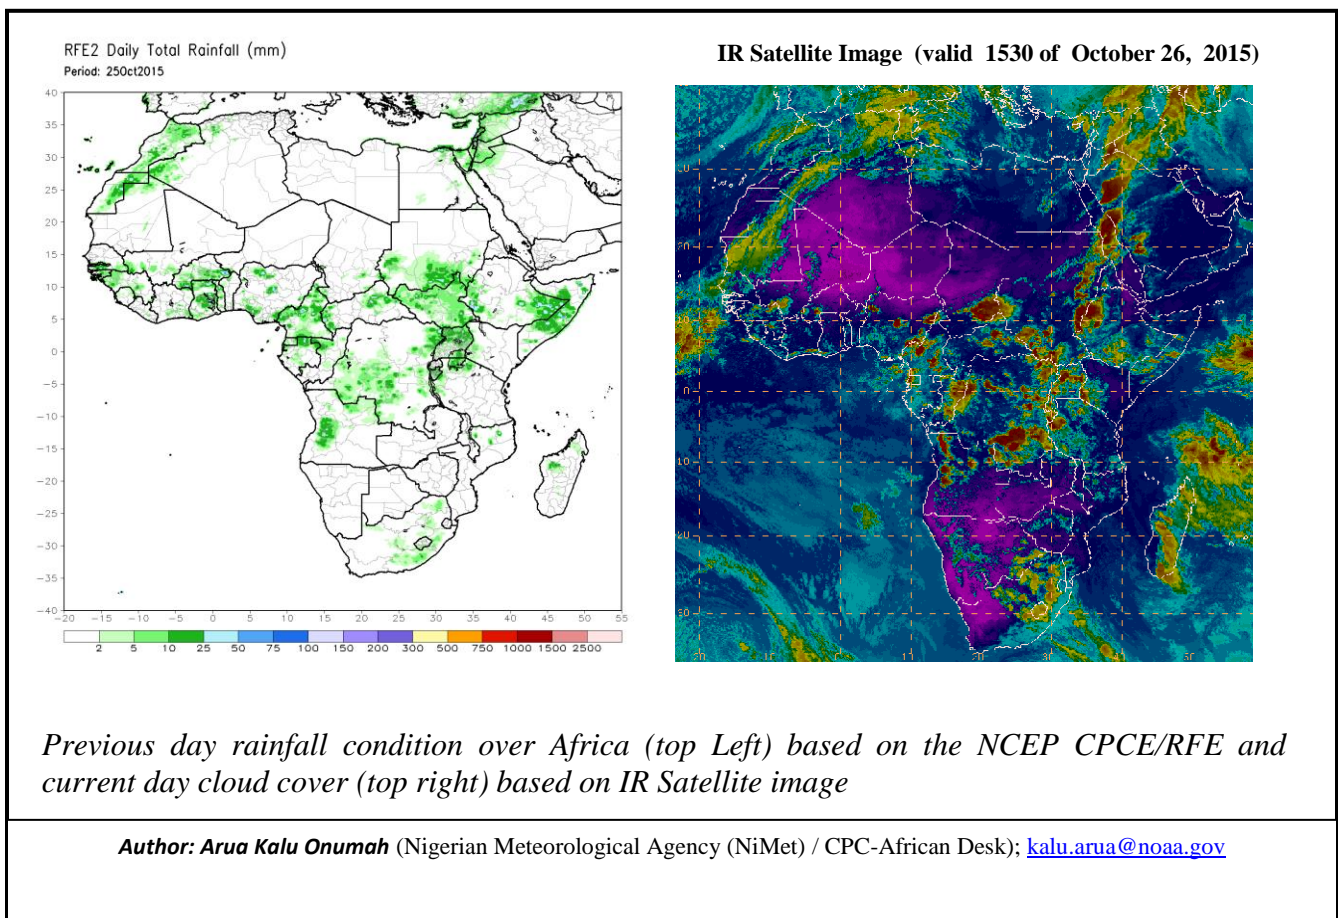 RFE2 Daily Total Rainfall (mm)
Period: 25Oct2015
40
35
30
25
20
15
10
5
0
−5
−10
−15
−20
−25
−30
−35
−40
−20 −15 −10 −5 0 5 10 15 20 25 30 35 40 45 50 55
2 5 10 25 50 75 100 150 200 300 500 750 1000 1500 2500
IR Satellite Image (valid 1530 of October 26, 2015)
Previous day rainfall condition over Africa (top Left) based on the NCEP CPCE/RFE and
current day cloud cover (top right) based on IR Satellite image
Author: Arua Kalu Onumah (Nigerian Meteorological Agency (NiMet) / CPC-African Desk); kalu.arua@noaa.gov